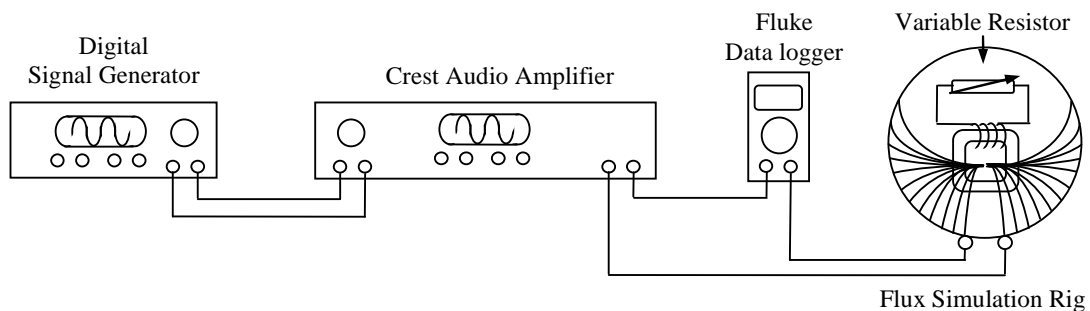 Digital
Signal Generator
Crest Audio Amplifier
Fluke
Data logger
Variable Resistor
Flux Simulation Rig